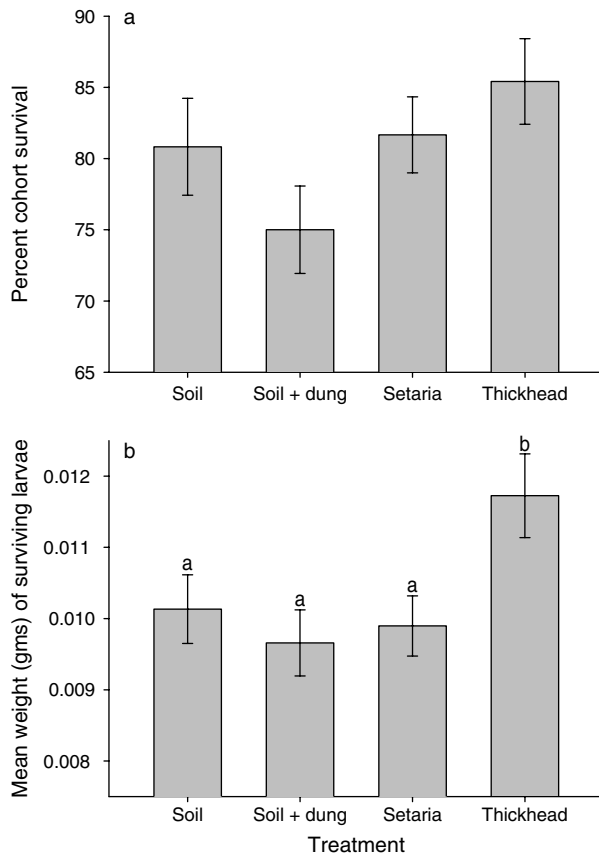 a
Percent cohort survival
90
85
80
75
70
65
Soil Soil + dung Setaria Thickhead
b
Mean weight (gms) of surviving larvae
0.012
0.011
0.010
0.009
0.008
a a a b
Soil Soil + dung Setaria Thickhead
Treatment